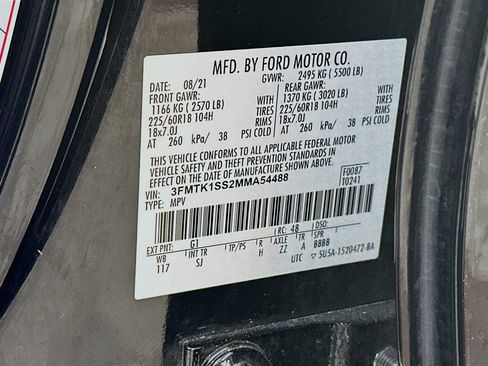 MFD. BY FORD MOTOR CO.
DATE: 08/21 GVWR: 2495 KG ( 5500 LB)
FRONT GAWR: REAR GAWR:
1166 KG ( 2570 LB) WITH 1370 KG ( 3020 LB) WITH
225/60R18 104H TIRES 225/60R18 104H TIRES
18x7.0J RIMS 18x7.0J RIMS
AT 260 kPa/ 38 PSI COLD AT 260 kPa/ 38 PSI COLD
THIS VEHICLE CONFORMS TO ALL APPLICABLE FEDERAL MOTOR
VEHICLE SAFETY AND THEFT PREVENTION STANDARDS IN
EFFECT ON THE DATE OF MANUFACTURE SHOWN ABOVE.
VIN: 3FMTK1SS2MMA54488 F0087
TYPE: MPV T0241
EXT PNT: G1 RC: 48 DSO:
WB INT TR TP/PS R AXLE TR SPR
117 SJ H ZZ A BBBB
UTC 5U5A-1520472-BA